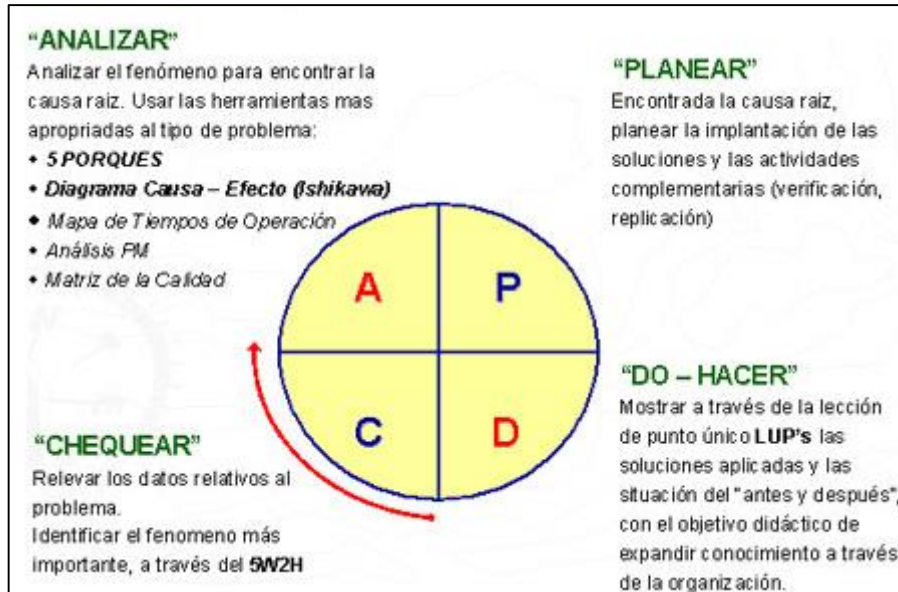 “ANALIZAR”
Analizar el fenómeno para encontrar la
causa raiz. Usar las herramientas mas
apropiadas al tipo de problema:
• 5 PORQUES
• Diagrama Causa – Efecto (Ishikawa)
• Mapa de Tiempos de Operación
• Análisis PM
• Matriz de la Calidad
“PLANEAR”
Encontrada la causa raiz,
planear la implantación de las
soluciones y las actividades
complementarias (verificación,
replicación)
A
P
C
D
“CHEQUEAR”
Relevar los datos relativos al
problema.
Identificar el fenomeno más
importante, a través del 5W2H
“DO – HACER”
Mostrar a través de la lección
de punto único LUP's las
soluciones aplicadas y las
situación del "antes y después",
con el objetivo didáctico de
expandir conocimiento a través
de la organización.